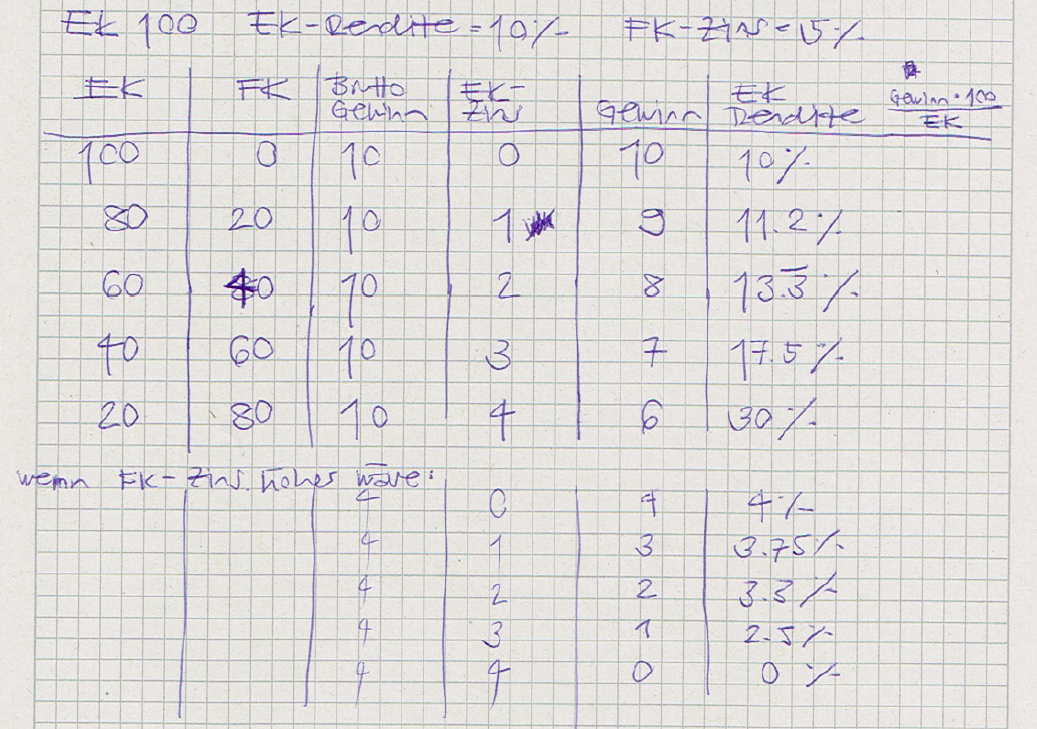 EK 100 EK-Rendite = 10% FK-Zins = 5%
EK FK Brutto Gewinn FK-Zins Gewinn EK Rendite Gewinn • 100 / EK
100 0 10 0 10 10%
80 20 10 1 9 11.2%
60 40 10 2 8 13.3̅%
40 60 10 3 7 17.5%
20 80 10 4 6 30%
wenn FK-Zins höher wäre:
4 0 4 4%
4 1 3 3.75%
4 2 2 3.3%
4 3 1 2.5%
4 4 0 0%